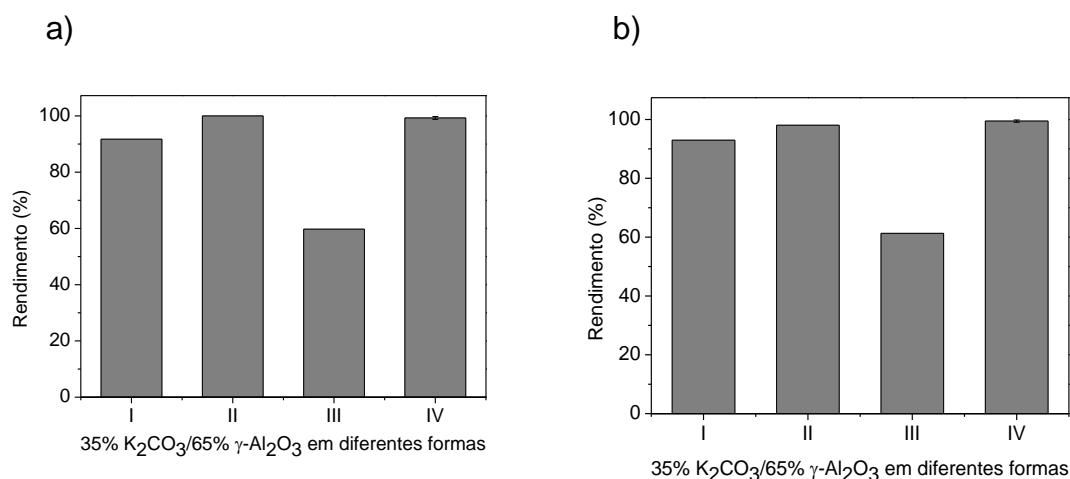 a)
100
80
60
40
20
0
Rendimento (%)
I II III IV
35% K₂CO₃/65% γ-Al₂O₃ em diferentes formas
b)
100
80
60
40
20
0
Rendimento (%)
I II III IV
35% K₂CO₃/65% γ-Al₂O₃ em diferentes formas